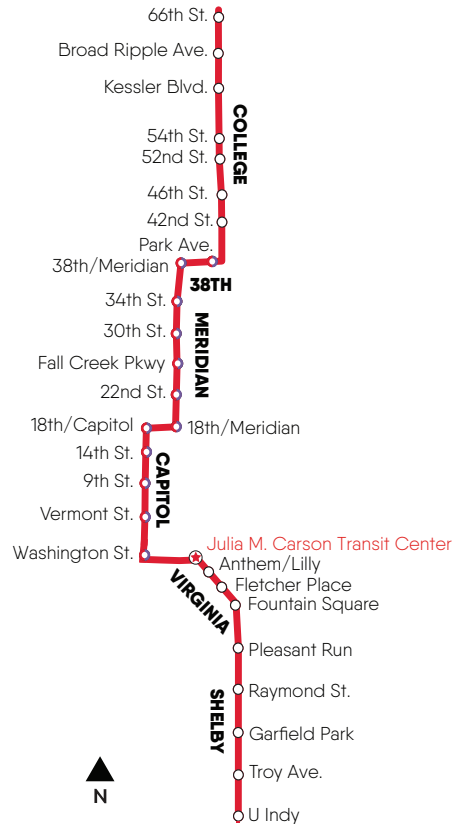 66th St.
Broad Ripple Ave.
Kessler Blvd.
COLLEGE
54th St.
52nd St.
46th St.
42nd St.
Park Ave.
38th/Meridian
38TH
34th St.
MERIDIAN
30th St.
Fall Creek Pkwy
22nd St.
18th/Capitol
18th/Meridian
14th St.
CAPITOL
9th St.
Vermont St.
Washington St.
Julia M. Carson Transit Center
Anthem/Lilly
VIRGINIA
Fletcher Place
Fountain Square
Pleasant Run
SHELBY
Raymond St.
Garfield Park
Troy Ave.
N
U Indy